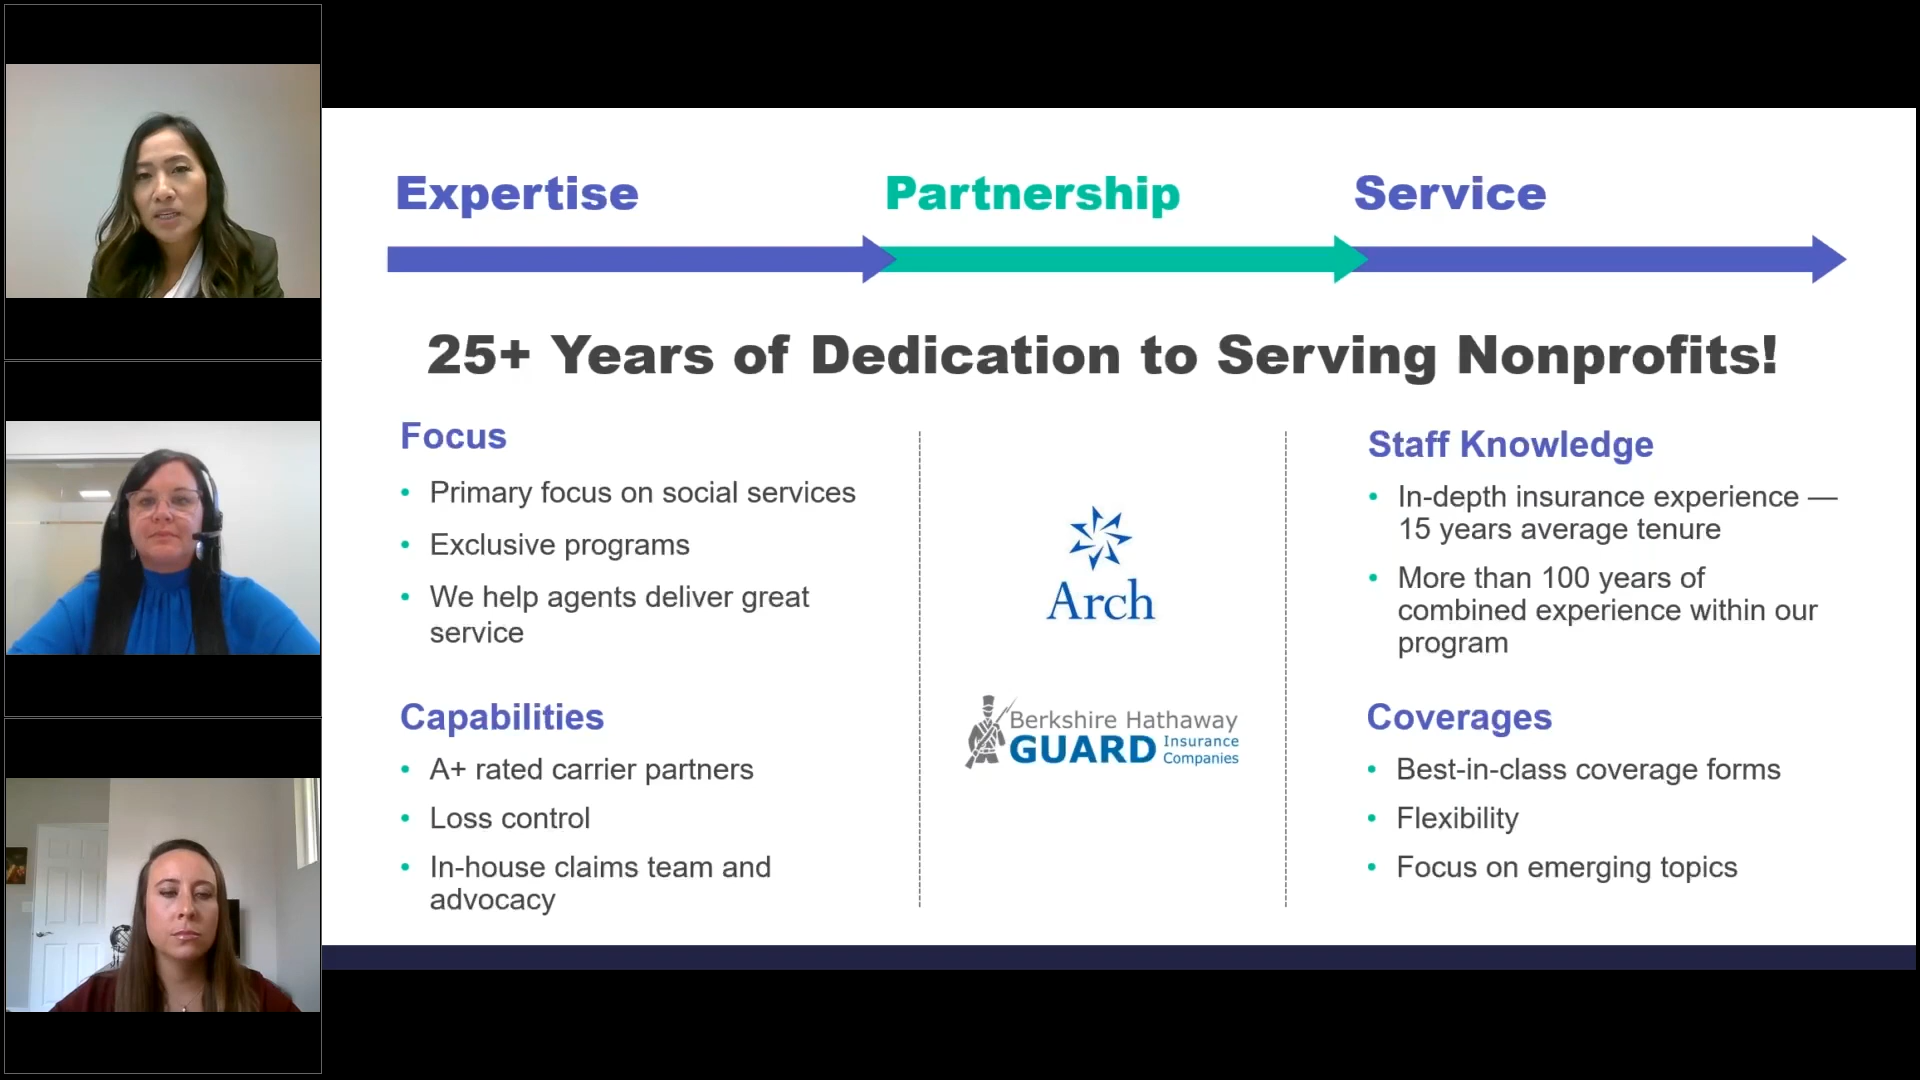 Expertise
Partnership
Service
25+ Years of Dedication to Serving Nonprofits!
Focus
• Primary focus on social services
• Exclusive programs
• We help agents deliver great
service
Capabilities
• A+ rated carrier partners
• Loss control
• In-house claims team and
advocacy
Arch
Berkshire Hathaway
GUARD Insurance
Companies
Staff Knowledge
• In-depth insurance experience —
15 years average tenure
• More than 100 years of
combined experience within our
program
Coverages
• Best-in-class coverage forms
• Flexibility
• Focus on emerging topics